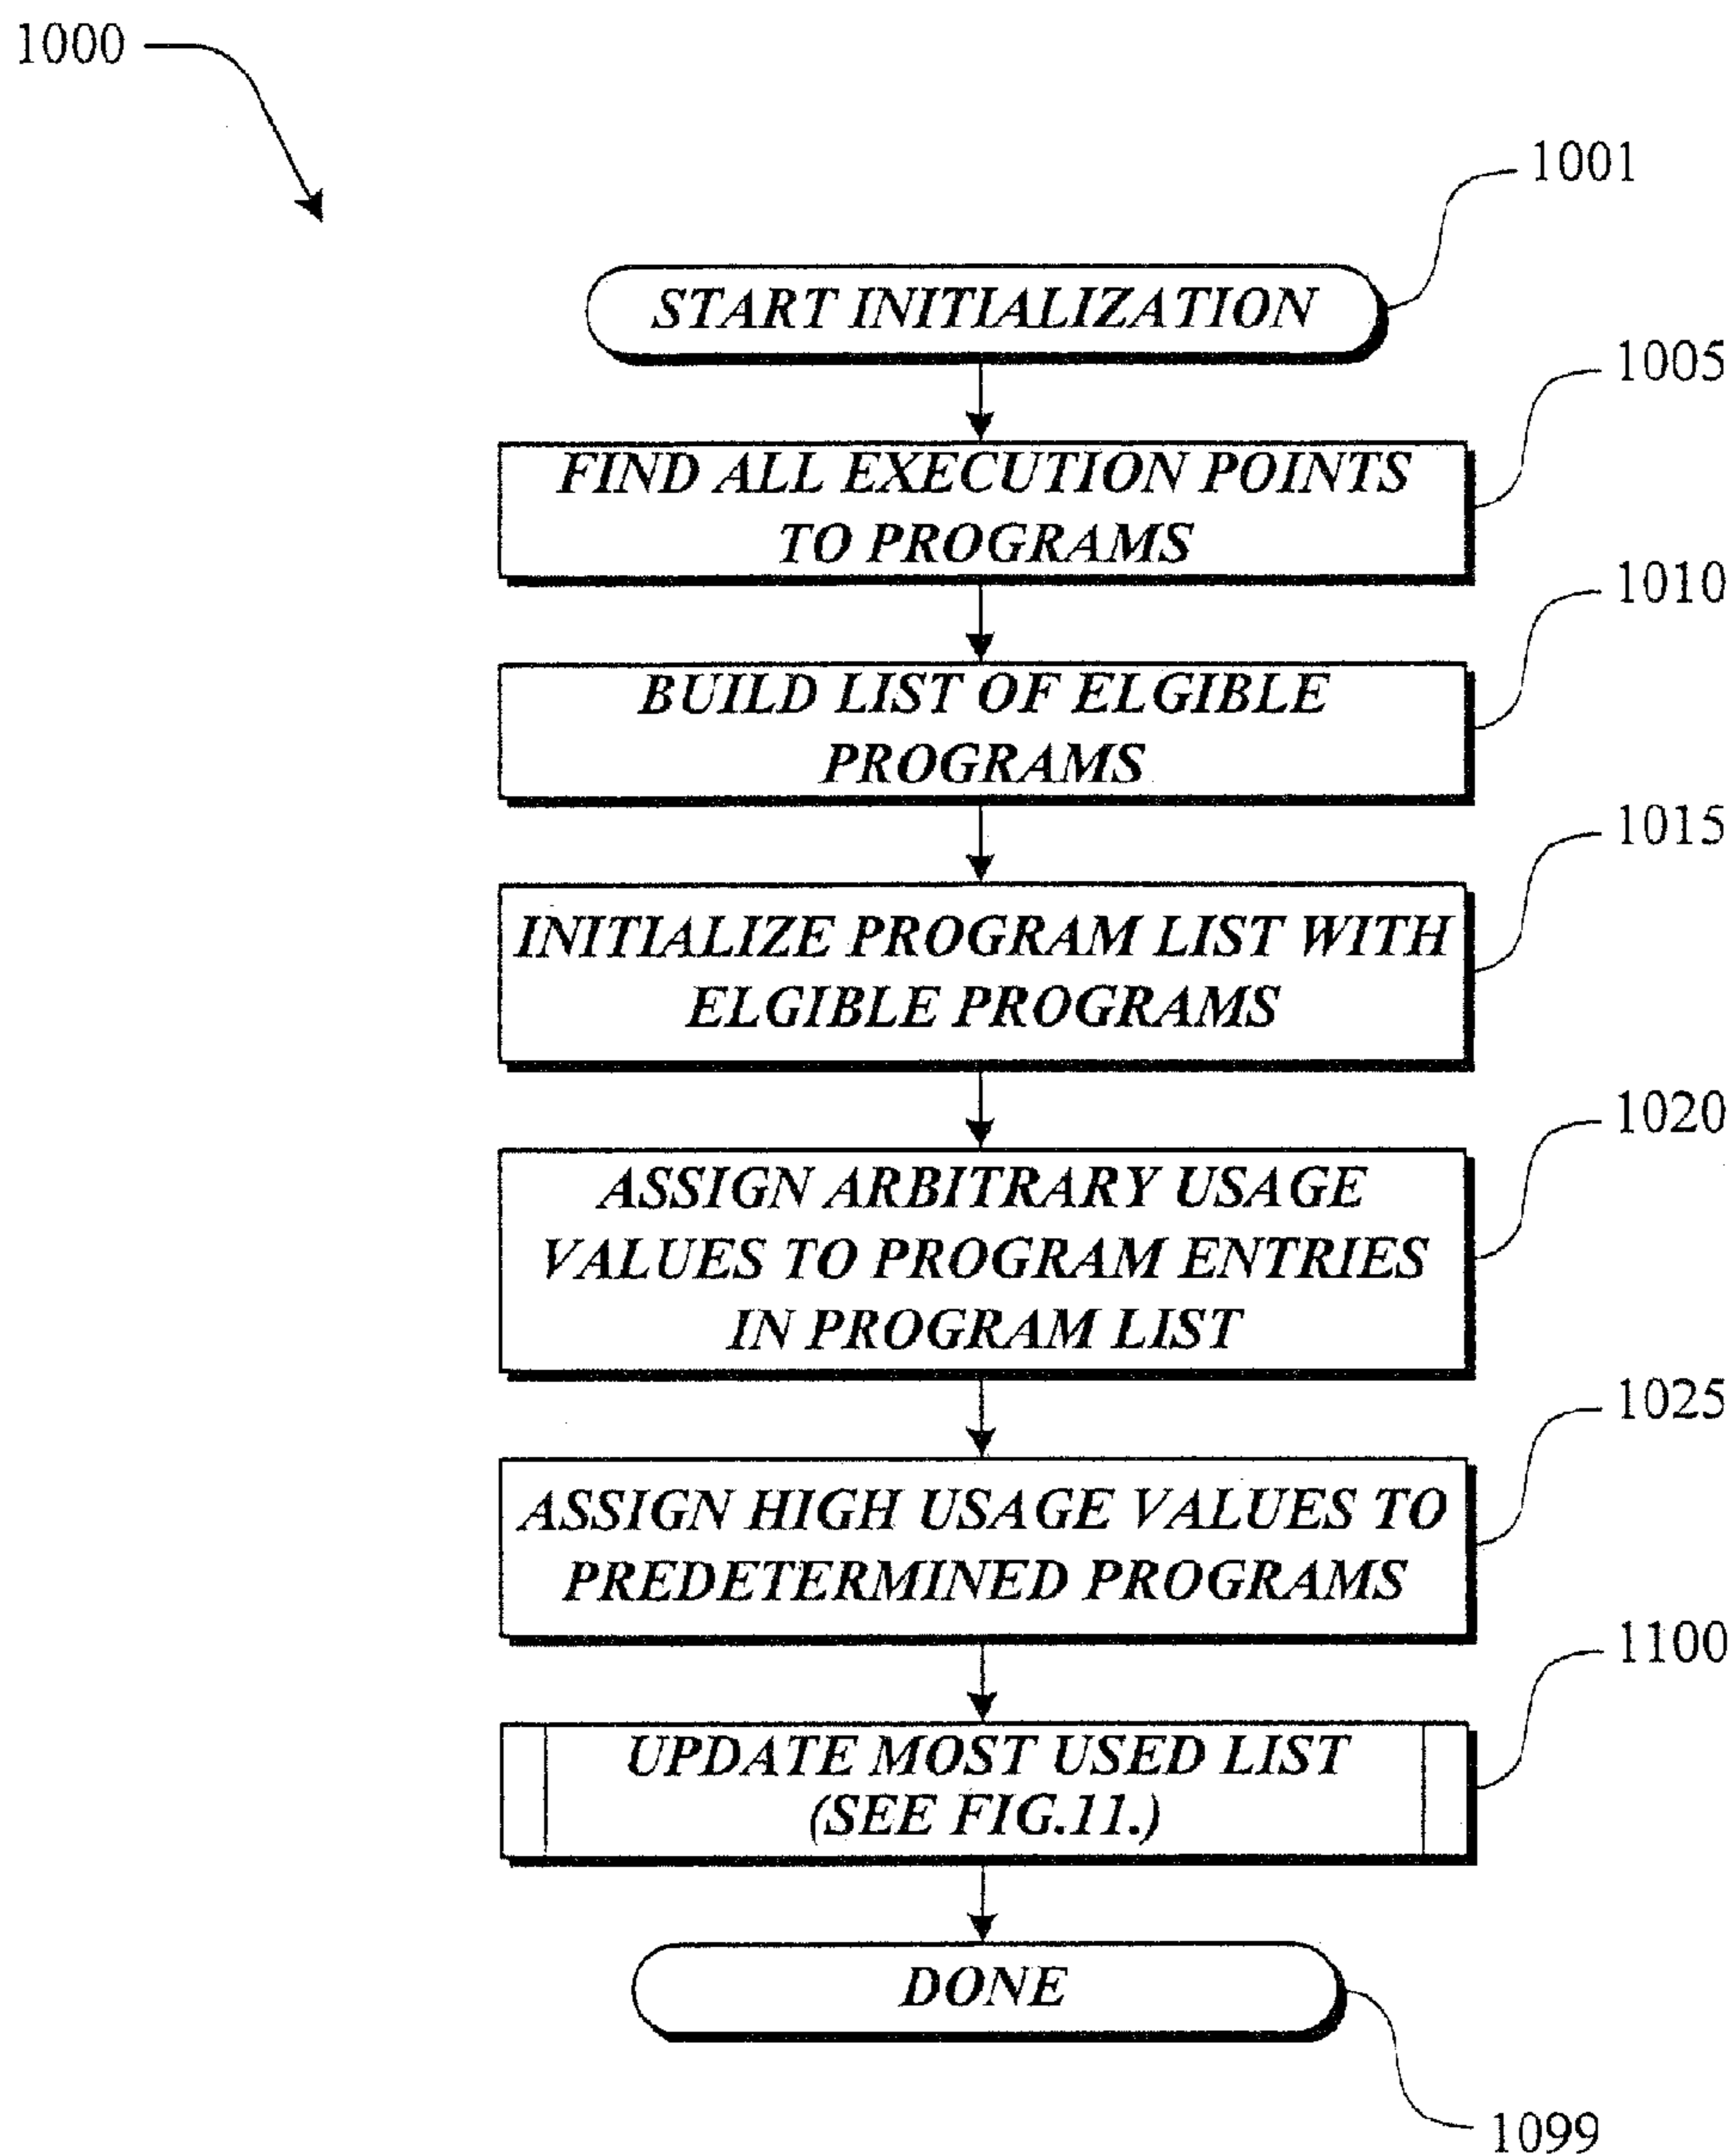 1000
1001
START INITIALIZATION
1005
FIND ALL EXECUTION POINTS
TO PROGRAMS
1010
BUILD LIST OF ELGIBLE
PROGRAMS
1015
INITIALIZE PROGRAM LIST WITH
ELGIBLE PROGRAMS
1020
ASSIGN ARBITRARY USAGE
VALUES TO PROGRAM ENTRIES
IN PROGRAM LIST
1025
ASSIGN HIGH USAGE VALUES TO
PREDETERMINED PROGRAMS
1100
UPDATE MOST USED LIST
(SEE FIG.11.)
DONE
1099